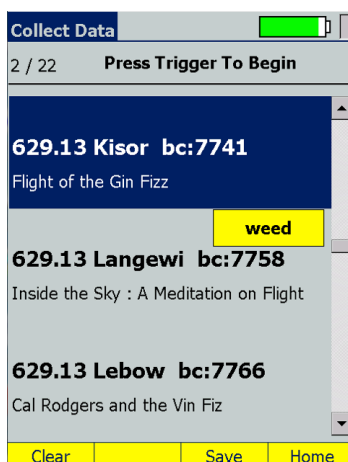 Collect Data
2 / 22 Press Trigger To Begin
629.13 Kisor bc:7741
Flight of the Gin Fizz
weed
629.13 Langewi bc:7758
Inside the Sky : A Meditation on Flight
629.13 Lebow bc:7766
Cal Rodgers and the Vin Fiz
Clear Save Home